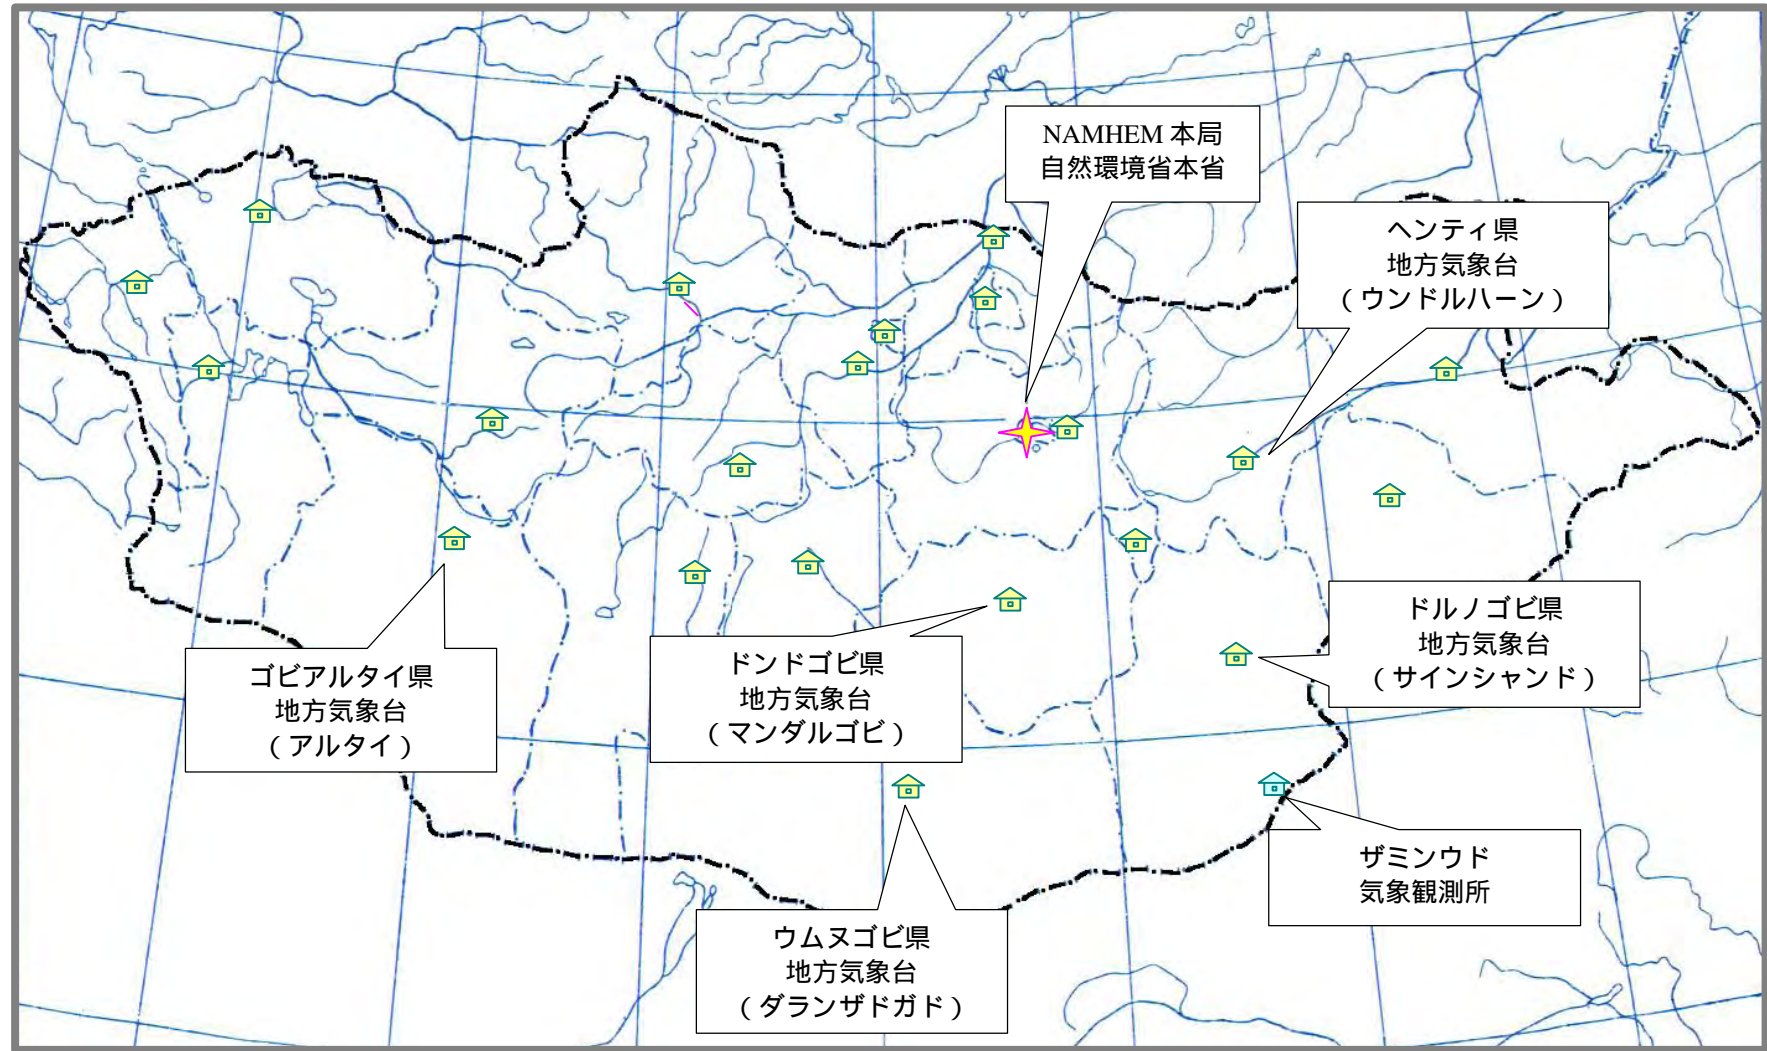 NAMHEM 本局
自然環境省本省
ヘンティ県
地方気象台
（ウンドルハーン）
ドルノゴビ県
地方気象台
（サインシャンド）
ゴビアルタイ県
地方気象台
（アルタイ）
ドンドゴビ県
地方気象台
（マンダルゴビ）
ザミンウド
気象観測所
ウムヌゴビ県
地方気象台
（ダランザドガド）